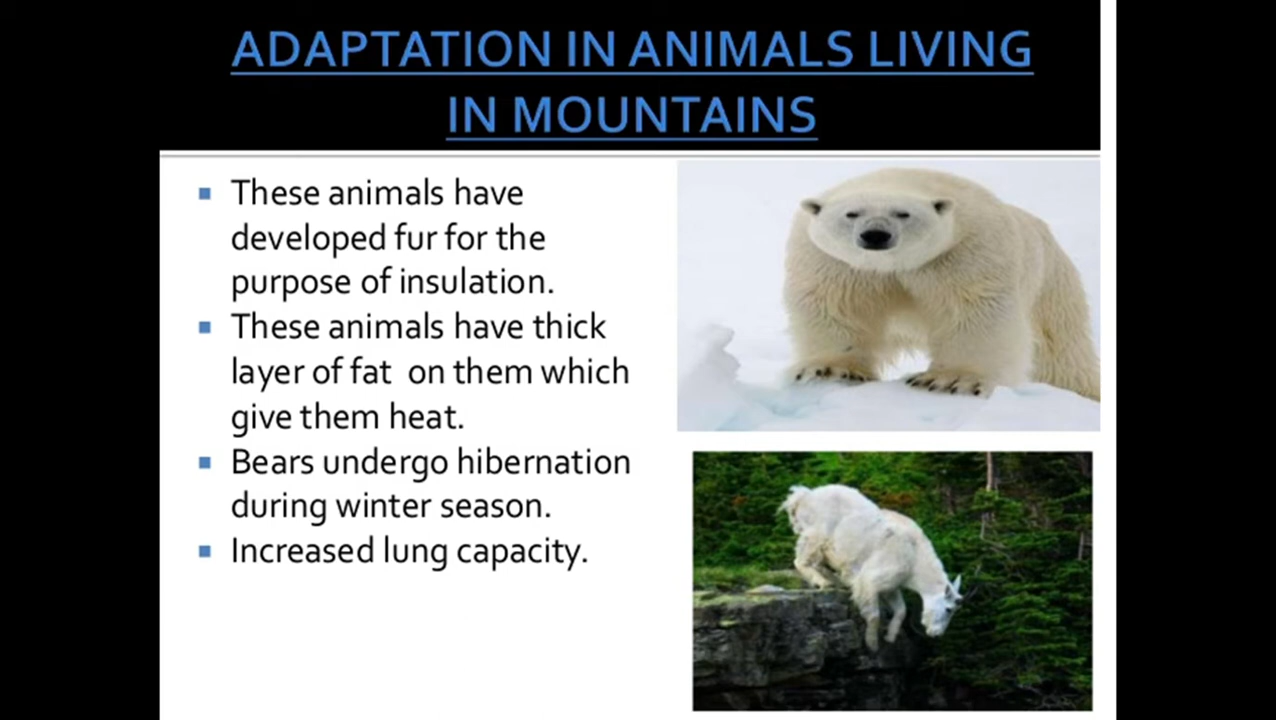 ADAPTATION IN ANIMALS LIVING
IN MOUNTAINS
These animals have
developed fur for the
purpose of insulation.
These animals have thick
layer of fat on them which
give them heat.
Bears undergo hibernation
during winter season.
Increased lung capacity.